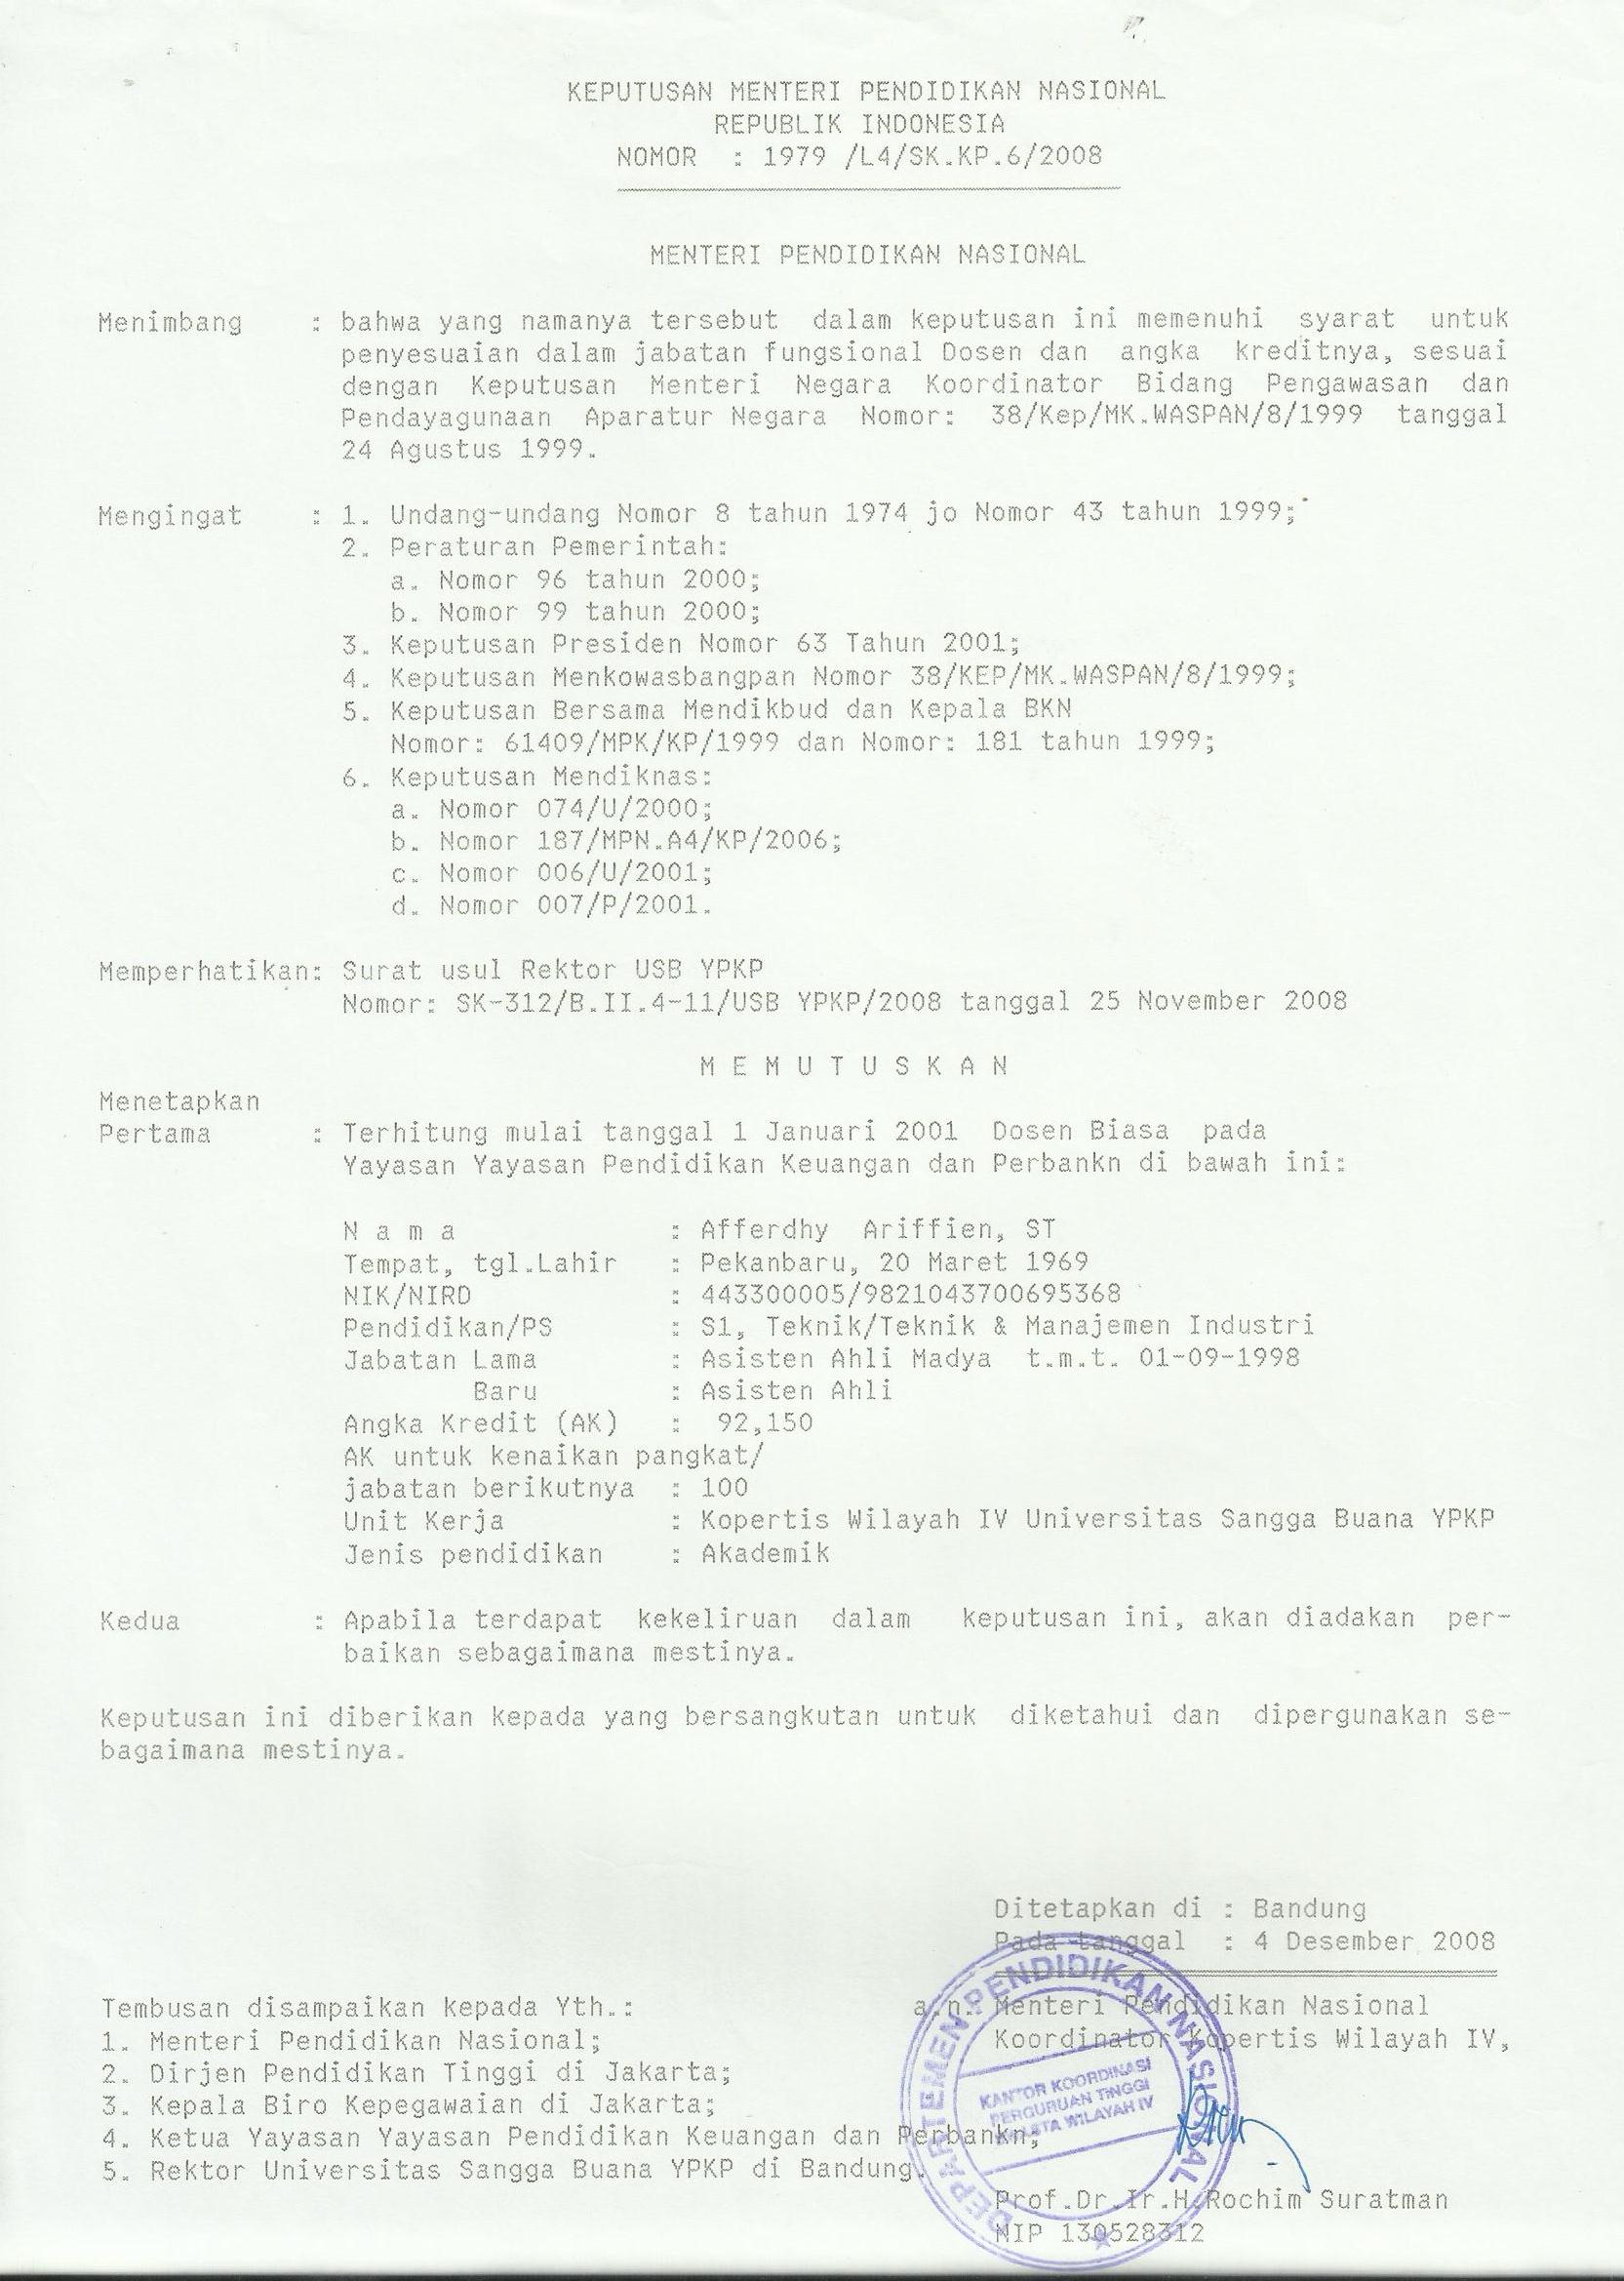 KEPUTUSAN MENTERI PENDIDIKAN NASIONAL
REPUBLIK INDONESIA
NOMOR : 1979 /L4/SK.KP.6/2008
MENTERI PENDIDIKAN NASIONAL
Menimbang : bahwa yang namanya tersebut dalam keputusan ini memenuhi syarat untuk
penyesuaian dalam jabatan fungsional Dosen dan angka kreditnya, sesuai
dengan Keputusan Menteri Negara Koordinator Bidang Pengawasan dan
Pendayagunaan Aparatur Negara Nomor: 38/Kep/MK.WASPAN/8/1999 tanggal
24 Agustus 1999.
Mengingat : 1. Undang-undang Nomor 8 tahun 1974 jo Nomor 43 tahun 1999;
2. Peraturan Pemerintah:
a. Nomor 96 tahun 2000;
b. Nomor 99 tahun 2000;
3. Keputusan Presiden Nomor 63 Tahun 2001;
4. Keputusan Menkowasbangpan Nomor 38/KEP/MK.WASPAN/8/1999;
5. Keputusan Bersama Mendikbud dan Kepala BKN
Nomor: 61409/MPK/KP/1999 dan Nomor: 181 tahun 1999;
6. Keputusan Mendiknas:
a. Nomor 074/U/2000;
b. Nomor 187/MPN.A4/KP/2006;
c. Nomor 006/U/2001;
d. Nomor 007/P/2001.
Memperhatikan: Surat usul Rektor USB YPKP
Nomor: SK-312/B.II.4-11/USB YPKP/2008 tanggal 25 November 2008
M E M U T U S K A N
Menetapkan
Pertama : Terhitung mulai tanggal 1 Januari 2001 Dosen Biasa pada
Yayasan Yayasan Pendidikan Keuangan dan Perbankn di bawah ini:
N a m a : Afferdhy Ariffien, ST
Tempat, tgl.Lahir : Pekanbaru, 20 Maret 1969
NIK/NIRD : 443300005/9821043700695368
Pendidikan/PS : S1, Teknik/Teknik & Manajemen Industri
Jabatan Lama : Asisten Ahli Madya t.m.t. 01-09-1998
Baru : Asisten Ahli
Angka Kredit (AK) : 92,150
AK untuk kenaikan pangkat/
jabatan berikutnya : 100
Unit Kerja : Kopertis Wilayah IV Universitas Sangga Buana YPKP
Jenis pendidikan : Akademik
Kedua : Apabila terdapat kekeliruan dalam keputusan ini, akan diadakan per-
baikan sebagaimana mestinya.
Keputusan ini diberikan kepada yang bersangkutan untuk diketahui dan dipergunakan se-
bagaimana mestinya.
Ditetapkan di : Bandung
Pada tanggal : 4 Desember 2008
a.n. Menteri Pendidikan Nasional
Koordinator Kopertis Wilayah IV,
DEPARTEMEN PENDIDIKAN NASIONAL
KANTOR KOORDINASI
PERGURUAN TINGGI
SWASTA WILAYAH IV
Prof.Dr.Ir.H.Rochim Suratman
NIP 130528312
Tembusan disampaikan kepada Yth.:
1. Menteri Pendidikan Nasional;
2. Dirjen Pendidikan Tinggi di Jakarta;
3. Kepala Biro Kepegawaian di Jakarta;
4. Ketua Yayasan Yayasan Pendidikan Keuangan dan Perbankn;
5. Rektor Universitas Sangga Buana YPKP di Bandung.